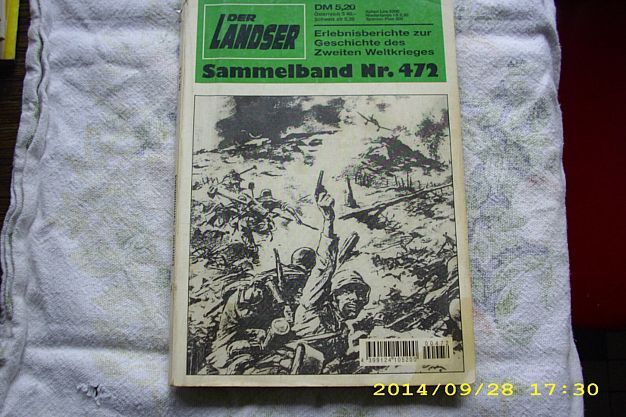 DER
LANDSER
DM 5,20
Erlebnisberichte zur
Geschichte des
Zweiten Weltkrieges
Sammelband Nr. 472
00472
2014/09/28 17:30